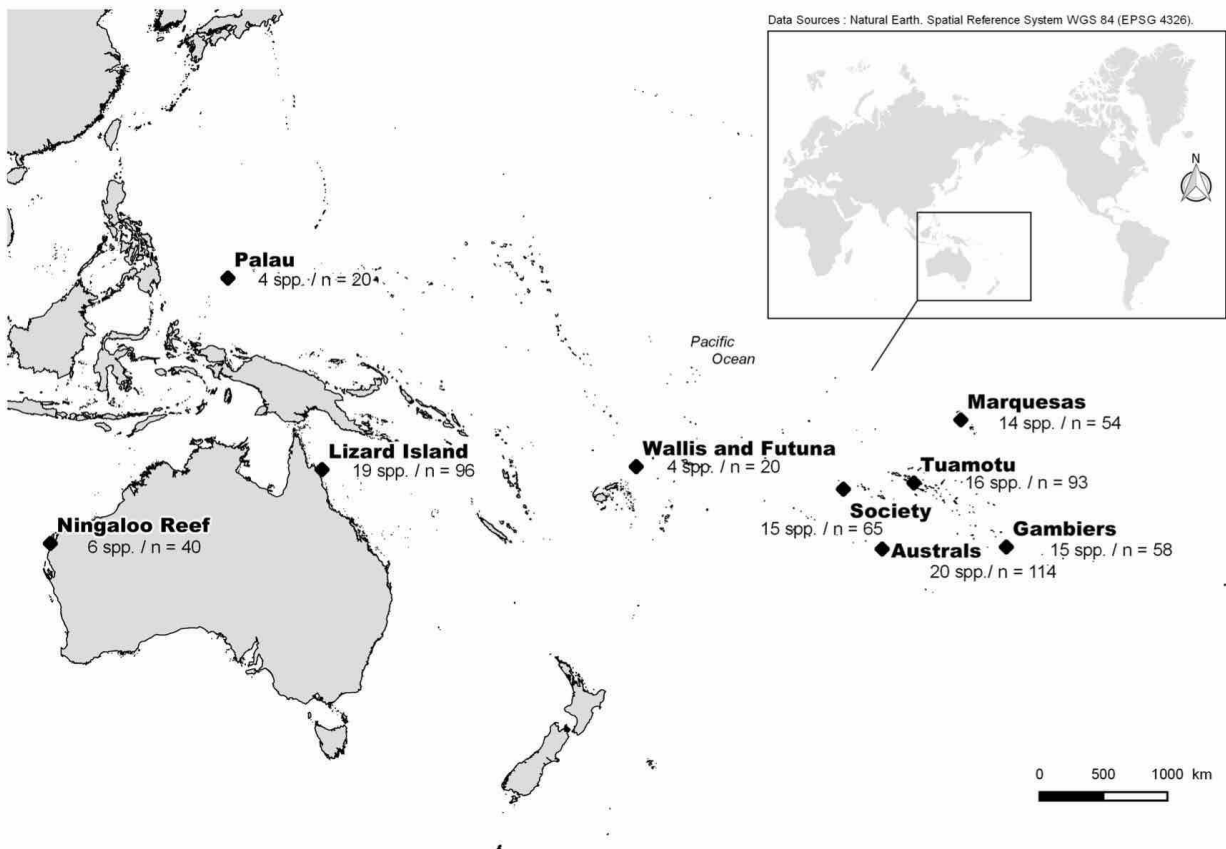 Data Sources : Natural Earth. Spatial Reference System WGS 84 (EPSG 4326).
N
Palau
4 spp. / n = 20
Pacific
Ocean
Marquesas
14 spp. / n = 54
Lizard Island
19 spp. / n = 96
Wallis and Futuna
4 spp. / n = 20
Tuamotu
16 spp. / n = 93
Society
15 spp. / n = 65
Ningaloo Reef
6 spp. / n = 40
Gambiers
15 spp. / n = 58
Australs
20 spp./ n = 114
0 500 1000 km